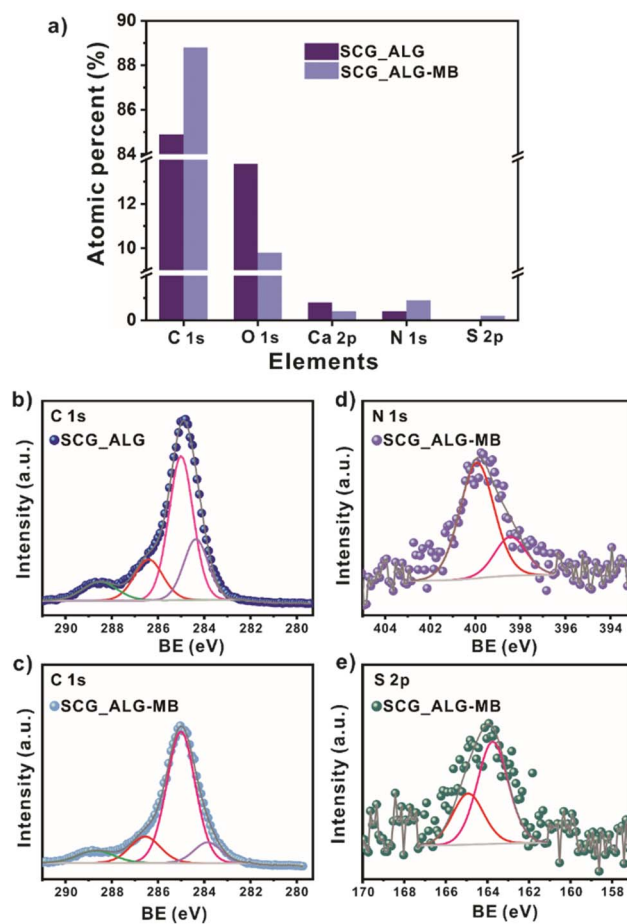 a)
Atomic percent (%)
90
88
86
84
12
10
0
SCG_ALG
SCG_ALG-MB
C 1s O 1s Ca 2p N 1s S 2p
Elements
b)
C 1s
SCG_ALG
Intensity (a.u.)
290 288 286 284 282 280
BE (eV)
d)
N 1s
SCG_ALG-MB
Intensity (a.u.)
404 402 400 398 396 394
BE (eV)
c)
C 1s
SCG_ALG-MB
Intensity (a.u.)
290 288 286 284 282 280
BE (eV)
e)
S 2p
SCG_ALG-MB
Intensity (a.u.)
170 168 166 164 162 160 158
BE (eV)